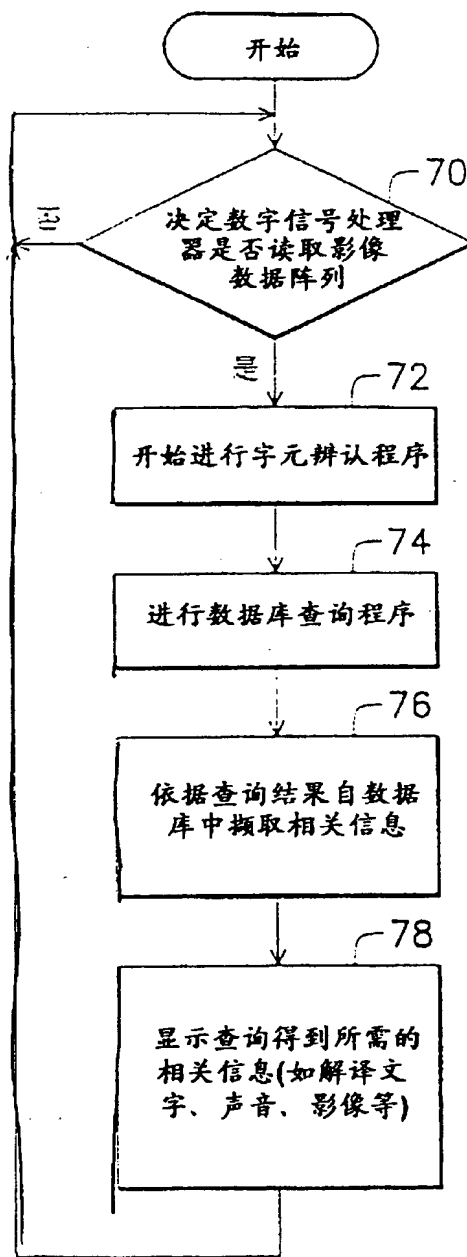 开始
70
决定数字信号处理
器是否读取影像
数据阵列
否
是
72
开始进行字元辨认程序
74
进行数据库查询程序
76
依据查询结果自数据
库中撷取相关信息
78
显示查询得到所需的
相关信息(如解译文
字、声音、影像等)